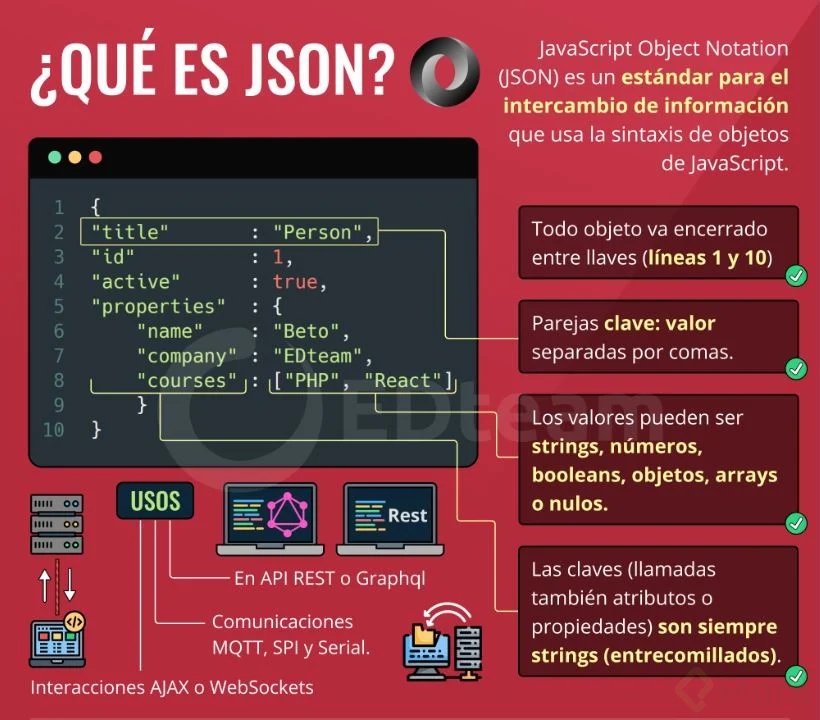 ¿QUÉ ES JSON?
JavaScript Object Notation
(JSON) es un estándar para el
intercambio de información
que usa la sintaxis de objetos
de JavaScript.
1 {
2 "title" : "Person",
3 "id" : 1,
4 "active" : true,
5 "properties" : {
6 "name" : "Beto",
7 "company" : "EDteam",
8 "courses" : ["PHP", "React"]
9 }
10 }
EDteam
Todo objeto va encerrado
entre llaves (líneas 1 y 10)
Parejas clave: valor
separadas por comas.
Los valores pueden ser
strings, números,
booleans, objetos, arrays
o nulos.
Las claves (llamadas
también atributos o
propiedades) son siempre
strings (entrecomillados).
USOS
Rest
En API REST o Graphql
Comunicaciones
MQTT, SPI y Serial.
Interacciones AJAX o WebSockets